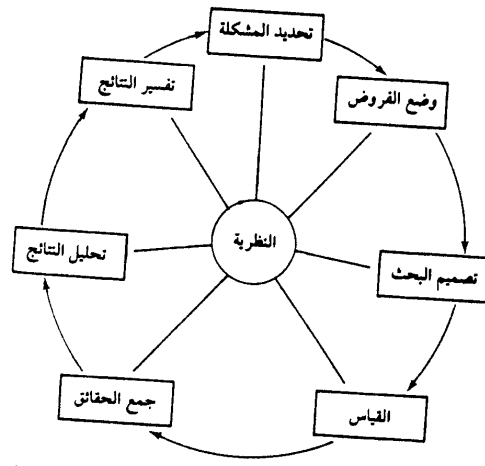 تحديد المشكلة
وضع الفروض
تصميم البحث
القياس
جمع الحقائق
تحليل النتائج
تفسير النتائج
النظرية